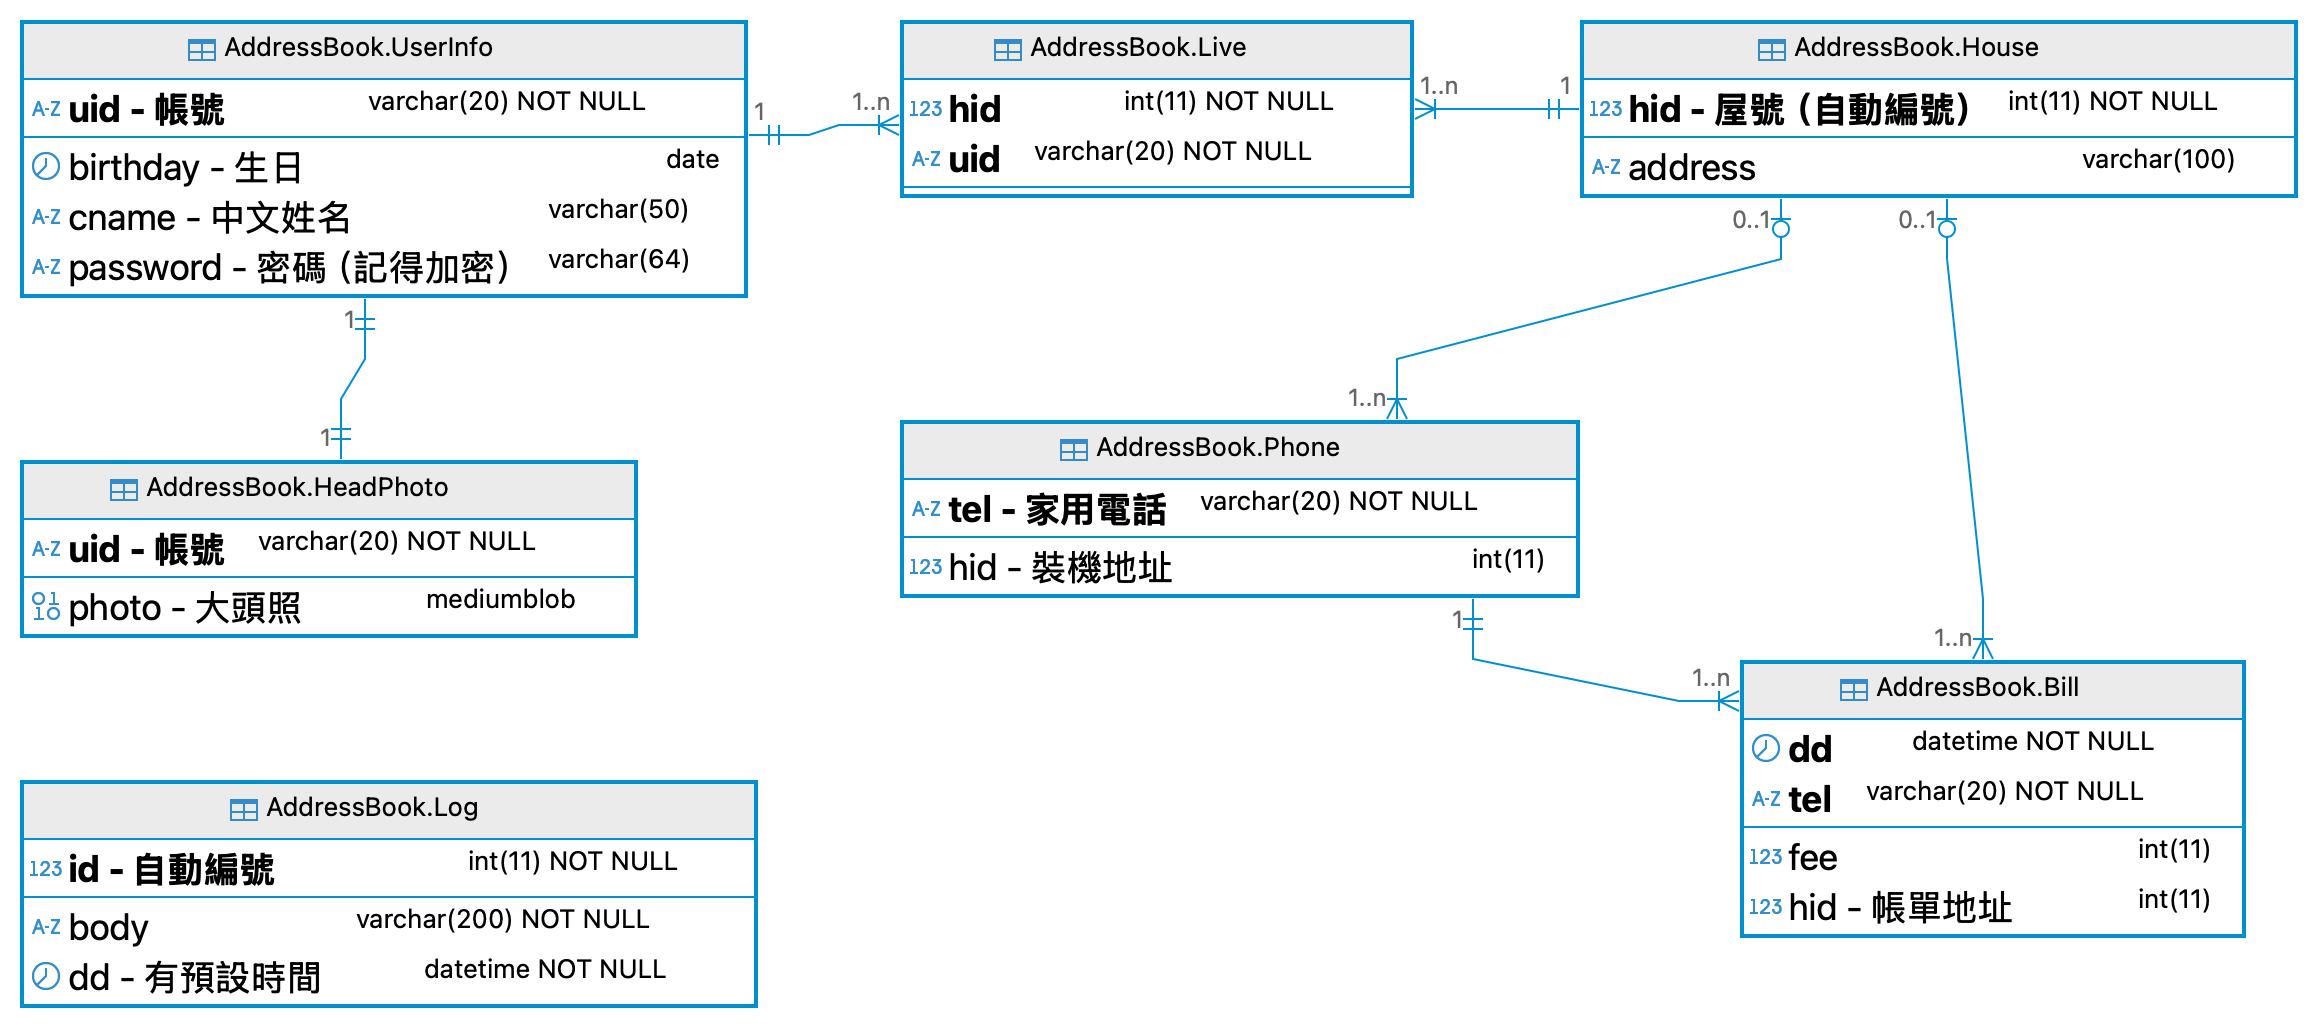 AddressBook.UserInfo
A-Z uid - 帳號 varchar(20) NOT NULL
birthday - 生日 date
A-Z cname - 中文姓名 varchar(50)
A-Z password - 密碼 (記得加密) varchar(64)
1
1..n
AddressBook.Live
123 hid int(11) NOT NULL
A-Z uid varchar(20) NOT NULL
1..n
1
AddressBook.House
123 hid - 屋號 (自動編號) int(11) NOT NULL
A-Z address varchar(100)
0..1
0..1
1
1
AddressBook.HeadPhoto
A-Z uid - 帳號 varchar(20) NOT NULL
01
10 photo - 大頭照 mediumblob
1..n
AddressBook.Phone
A-Z tel - 家用電話 varchar(20) NOT NULL
123 hid - 裝機地址 int(11)
1
1..n
1..n
AddressBook.Bill
dd datetime NOT NULL
A-Z tel varchar(20) NOT NULL
123 fee int(11)
123 hid - 帳單地址 int(11)
AddressBook.Log
123 id - 自動編號 int(11) NOT NULL
A-Z body varchar(200) NOT NULL
dd - 有預設時間 datetime NOT NULL